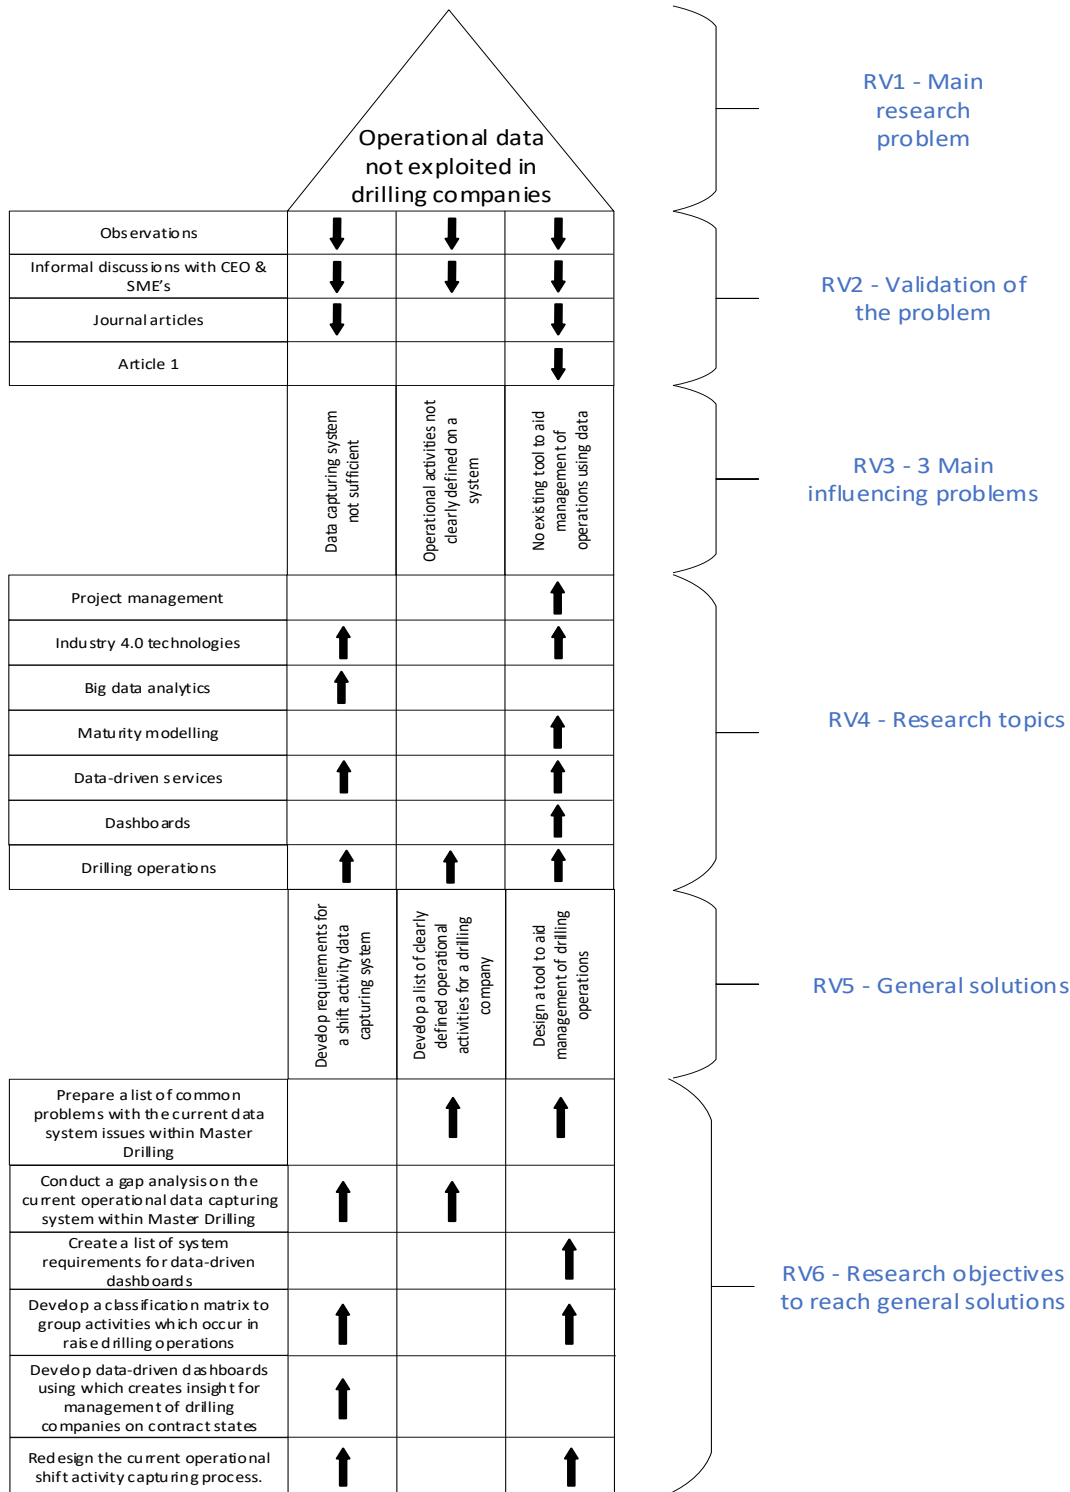 Operational data
not exploited in
drilling companies
RV1 - Main
research
problem
Observations
Informal discussions with CEO &
SME's
Journal articles
Article 1
RV2 - Validation of
the problem
Data capturing system
not sufficient
Operational activities not
clearly defined on a
system
No existing tool to aid
management of
operations using data
RV3 - 3 Main
influencing problems
Project management
Industry 4.0 technologies
Big data analytics
Maturity modelling
Data-driven services
Dashboards
Drilling operations
RV4 - Research topics
Develop requirements for
a shift activity data
capturing system
Develop a list of clearly
defined operational
activities for a drilling
company
Design a tool to aid
management of drilling
operations
RV5 - General solutions
Prepare a list of common
problems with the current data
system issues within Master
Drilling
Conduct a gap analysis on the
current operational data capturing
system within Master Drilling
Create a list of system
requirements for data-driven
dashboards
Develop a classification matrix to
group activities which occur in
raise drilling operations
Develop data-driven dashboards
using which creates insight for
management of drilling
companies on contract states
Redesign the current operational
shift activity capturing process.
RV6 - Research objectives
to reach general solutions